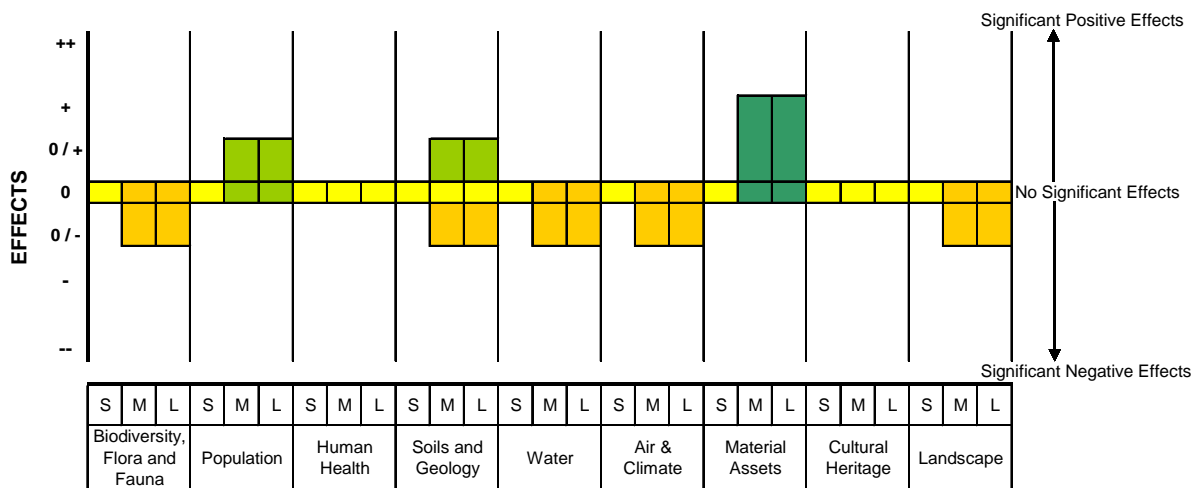 Significant Positive Effects
++
+
0 / +
0
0 / -
-
--
EFFECTS
No Significant Effects
Significant Negative Effects
S M L S M L S M L S M L S M L S M L S M L S M L S M L
Biodiversity,
Flora and
Fauna
Population
Human
Health
Soils and
Geology
Water
Air &
Climate
Material
Assets
Cultural
Heritage
Landscape